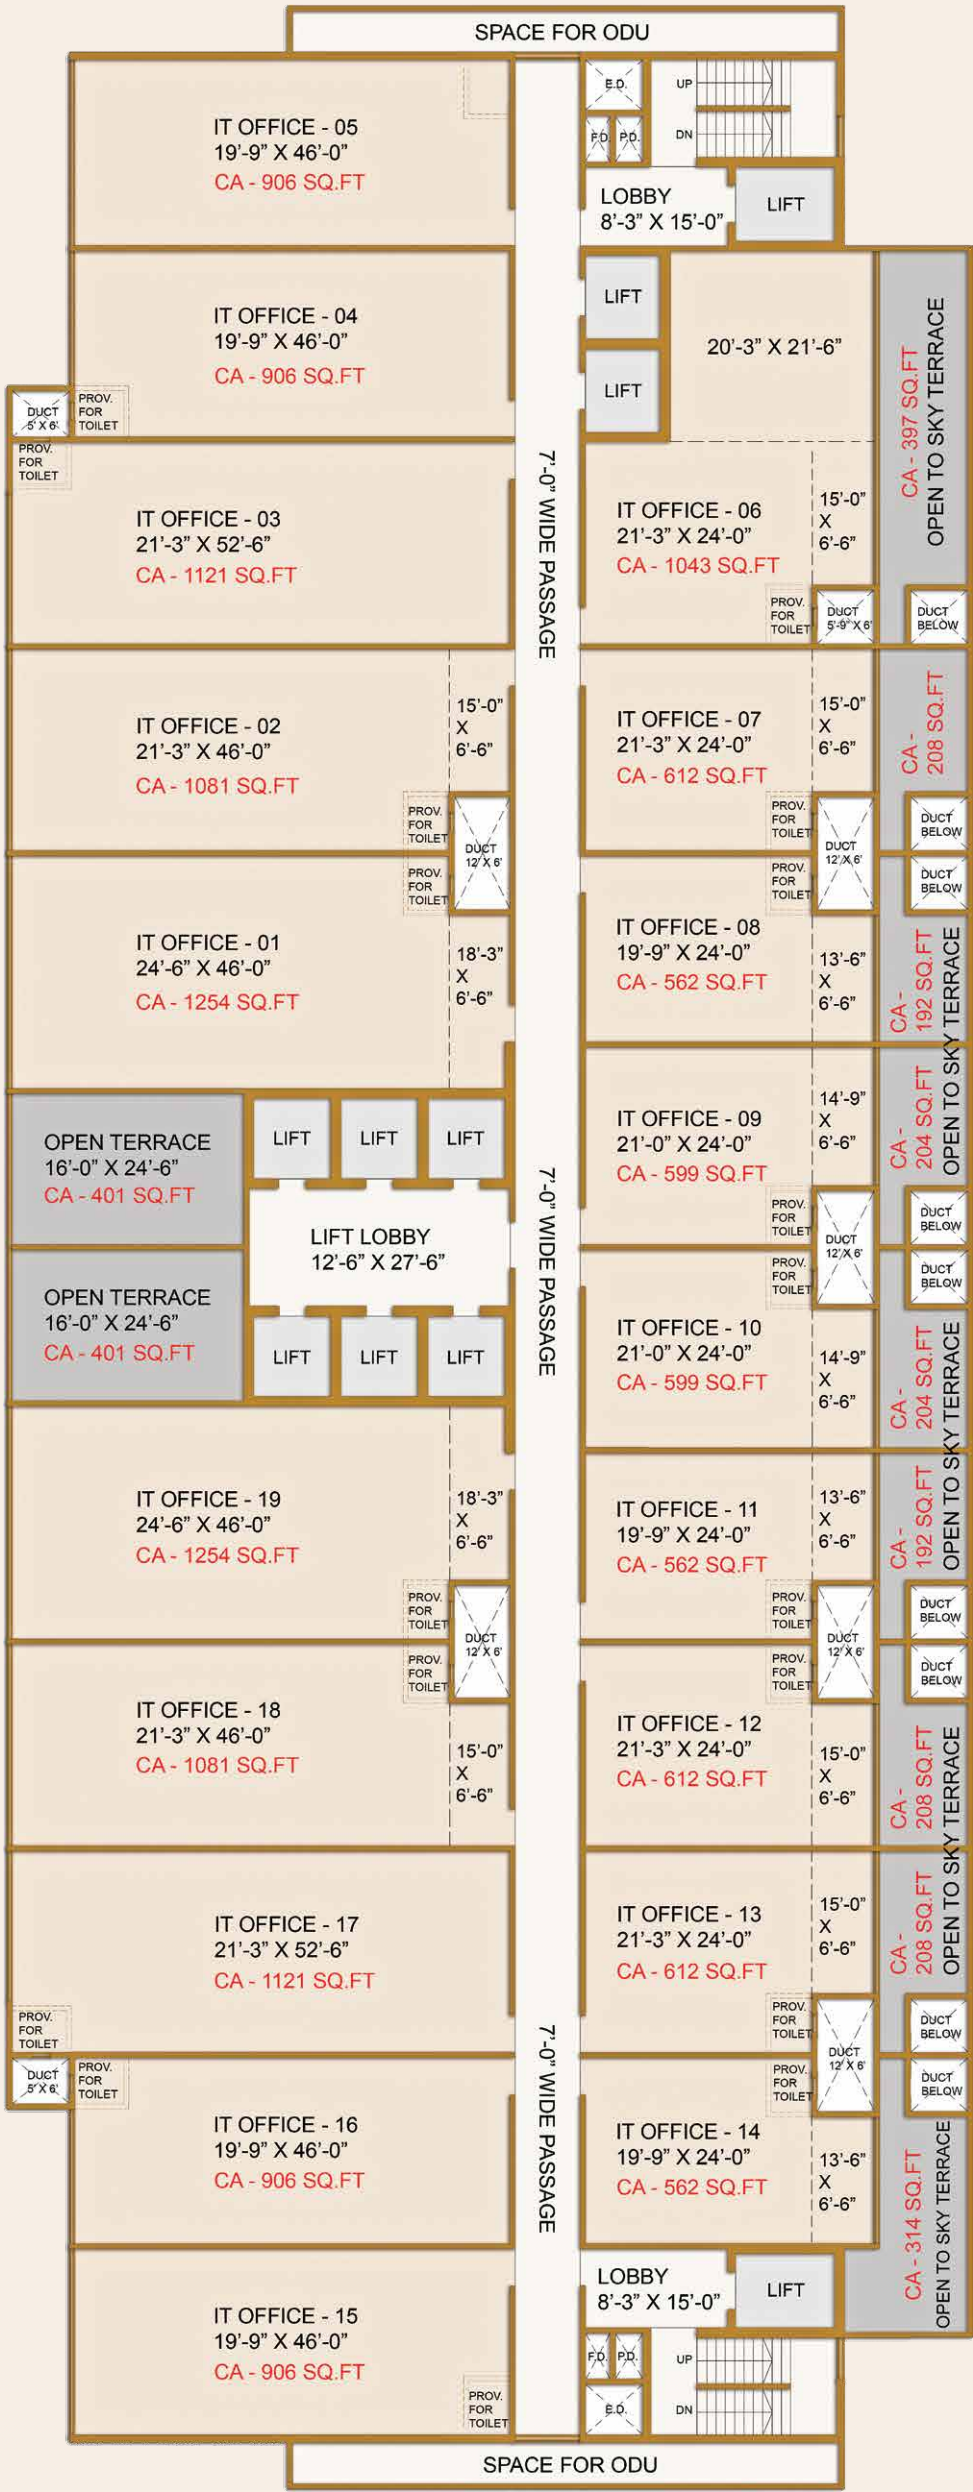 SPACE FOR ODU
IT OFFICE - 05
19'-9" X 46'-0"
CA - 906 SQ.FT
E.D.
F.D.
P.D.
UP
DN
LOBBY
8'-3" X 15'-0"
LIFT
IT OFFICE - 04
19'-9" X 46'-0"
CA - 906 SQ.FT
LIFT
LIFT
20'-3" X 21'-6"
CA - 397 SQ.FT
OPEN TO SKY TERRACE
DUCT
5' X 6'
PROV.
FOR
TOILET
PROV.
FOR
TOILET
IT OFFICE - 03
21'-3" X 52'-6"
CA - 1121 SQ.FT
7'-0" WIDE PASSAGE
IT OFFICE - 06
21'-3" X 24'-0"
CA - 1043 SQ.FT
15'-0"
X
6'-6"
PROV.
FOR
TOILET
DUCT
5'-9" X 6'
DUCT
BELOW
IT OFFICE - 02
21'-3" X 46'-0"
CA - 1081 SQ.FT
15'-0"
X
6'-6"
PROV.
FOR
TOILET
DUCT
12' X 6'
PROV.
FOR
TOILET
IT OFFICE - 07
21'-3" X 24'-0"
CA - 612 SQ.FT
15'-0"
X
6'-6"
CA -
208 SQ.FT
PROV.
FOR
TOILET
DUCT
12' X 6'
DUCT
BELOW
PROV.
FOR
TOILET
DUCT
BELOW
IT OFFICE - 01
24'-6" X 46'-0"
CA - 1254 SQ.FT
18'-3"
X
6'-6"
IT OFFICE - 08
19'-9" X 24'-0"
CA - 562 SQ.FT
13'-6"
X
6'-6"
CA -
192 SQ.FT
OPEN TO SKY TERRACE
OPEN TERRACE
16'-0" X 24'-6"
CA - 401 SQ.FT
LIFT
LIFT
LIFT
LIFT LOBBY
12'-6" X 27'-6"
7'-0" WIDE PASSAGE
IT OFFICE - 09
21'-0" X 24'-0"
CA - 599 SQ.FT
14'-9"
X
6'-6"
CA -
204 SQ.FT
PROV.
FOR
TOILET
DUCT
12' X 6'
DUCT
BELOW
OPEN TERRACE
16'-0" X 24'-6"
CA - 401 SQ.FT
LIFT
LIFT
LIFT
PROV.
FOR
TOILET
DUCT
BELOW
IT OFFICE - 10
21'-0" X 24'-0"
CA - 599 SQ.FT
14'-9"
X
6'-6"
CA -
204 SQ.FT
OPEN TO SKY TERRACE
IT OFFICE - 19
24'-6" X 46'-0"
CA - 1254 SQ.FT
18'-3"
X
6'-6"
PROV.
FOR
TOILET
DUCT
12' X 6'
PROV.
FOR
TOILET
IT OFFICE - 11
19'-9" X 24'-0"
CA - 562 SQ.FT
13'-6"
X
6'-6"
CA -
192 SQ.FT
PROV.
FOR
TOILET
DUCT
12' X 6'
DUCT
BELOW
PROV.
FOR
TOILET
DUCT
BELOW
IT OFFICE - 18
21'-3" X 46'-0"
CA - 1081 SQ.FT
15'-0"
X
6'-6"
IT OFFICE - 12
21'-3" X 24'-0"
CA - 612 SQ.FT
15'-0"
X
6'-6"
CA -
208 SQ.FT
OPEN TO SKY TERRACE
IT OFFICE - 17
21'-3" X 52'-6"
CA - 1121 SQ.FT
PROV.
FOR
TOILET
DUCT
5' X 6'
PROV.
FOR
TOILET
IT OFFICE - 13
21'-3" X 24'-0"
CA - 612 SQ.FT
15'-0"
X
6'-6"
CA -
208 SQ.FT
PROV.
FOR
TOILET
DUCT
12' X 6'
DUCT
BELOW
PROV.
FOR
TOILET
DUCT
BELOW
7'-0" WIDE PASSAGE
IT OFFICE - 16
19'-9" X 46'-0"
CA - 906 SQ.FT
IT OFFICE - 14
19'-9" X 24'-0"
CA - 562 SQ.FT
13'-6"
X
6'-6"
CA - 314 SQ.FT
OPEN TO SKY TERRACE
IT OFFICE - 15
19'-9" X 46'-0"
CA - 906 SQ.FT
PROV.
FOR
TOILET
LOBBY
8'-3" X 15'-0"
LIFT
F.D.
P.D.
UP
E.D.
DN
SPACE FOR ODU